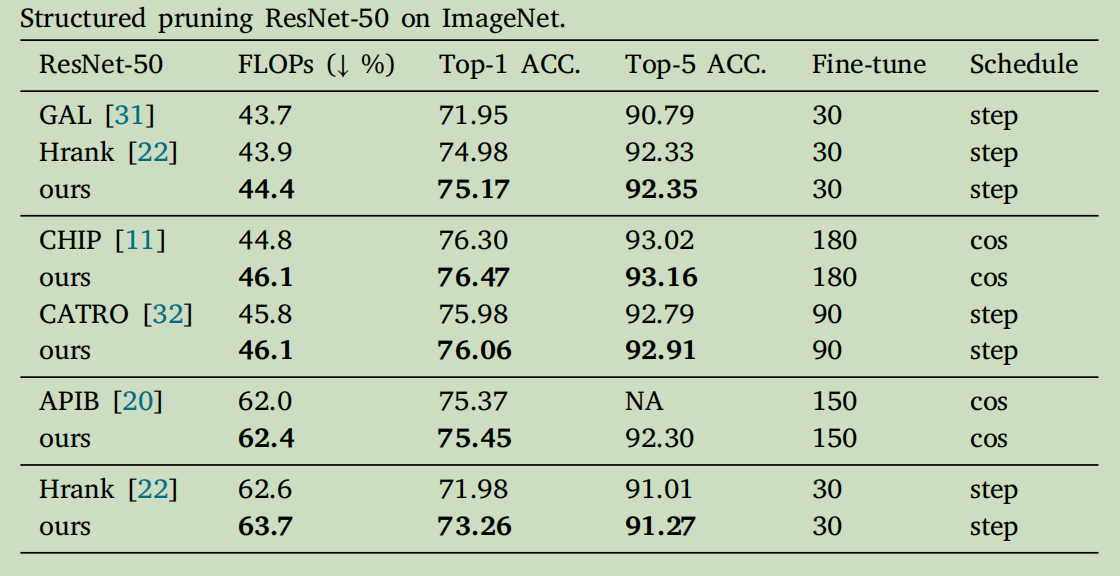 Structured pruning ResNet-50 on ImageNet.
ResNet-50 FLOPs (↓ %) Top-1 ACC. Top-5 ACC. Fine-tune Schedule
GAL [31] 43.7 71.95 90.79 30 step
Hrank [22] 43.9 74.98 92.33 30 step
ours 44.4 75.17 92.35 30 step
CHIP [11] 44.8 76.30 93.02 180 cos
ours 46.1 76.47 93.16 180 cos
CATRO [32] 45.8 75.98 92.79 90 step
ours 46.1 76.06 92.91 90 step
APIB [20] 62.0 75.37 NA 150 cos
ours 62.4 75.45 92.30 150 cos
Hrank [22] 62.6 71.98 91.01 30 step
ours 63.7 73.26 91.27 30 step